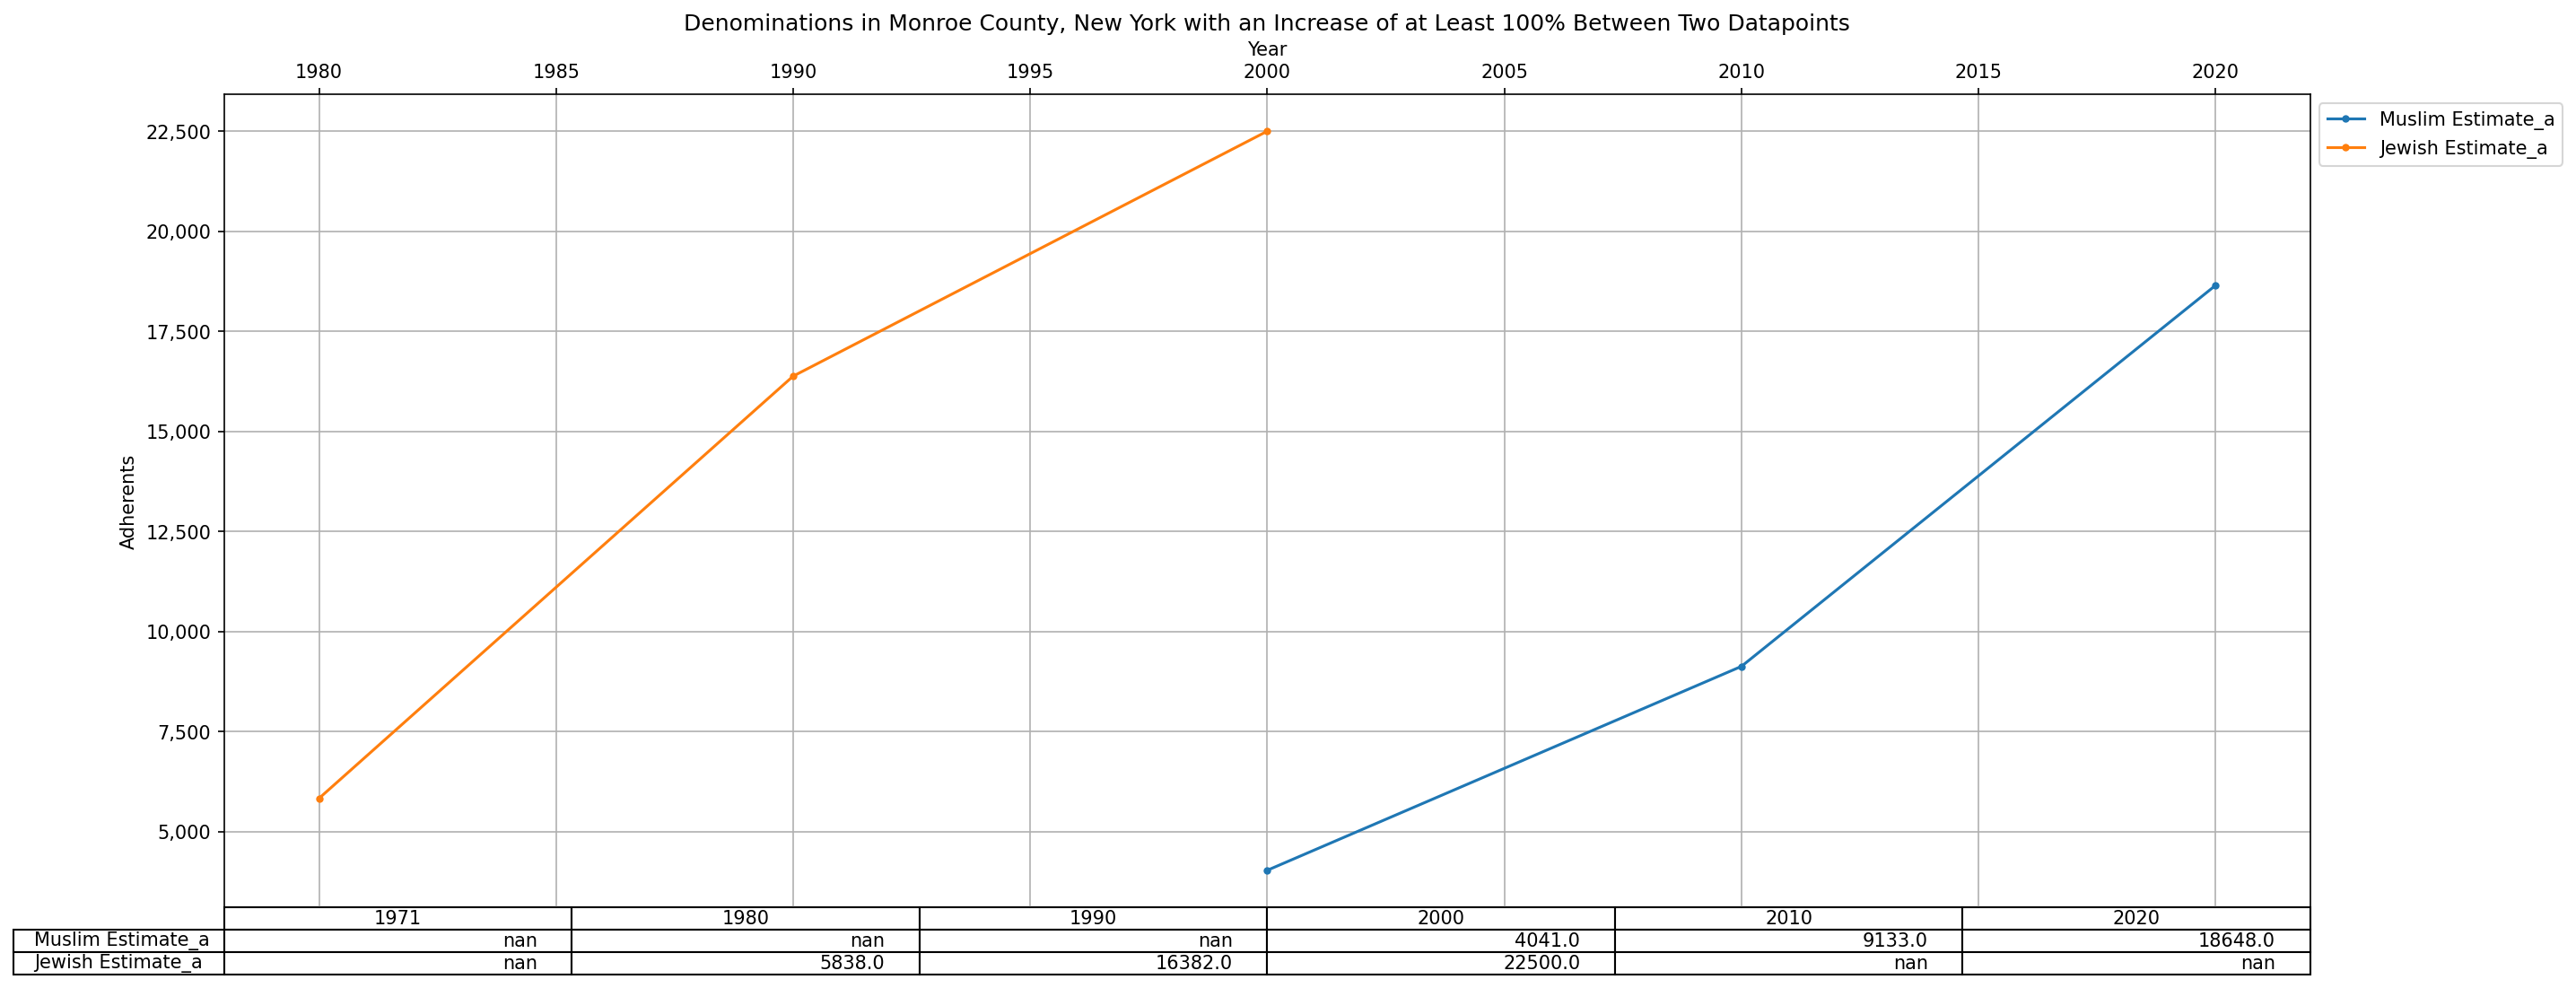 Denominations in Monroe County, New York with an Increase of at Least 100% Between Two Datapoints
Year
1980 1985 1990 1995 2000 2005 2010 2015 2020
Muslim Estimate_a
Jewish Estimate_a
22,500
20,000
17,500
15,000
12,500
10,000
7,500
5,000
Adherents
1971 1980 1990 2000 2010 2020
Muslim Estimate_a nan nan nan 4041.0 9133.0 18648.0
Jewish Estimate_a nan 5838.0 16382.0 22500.0 nan nan